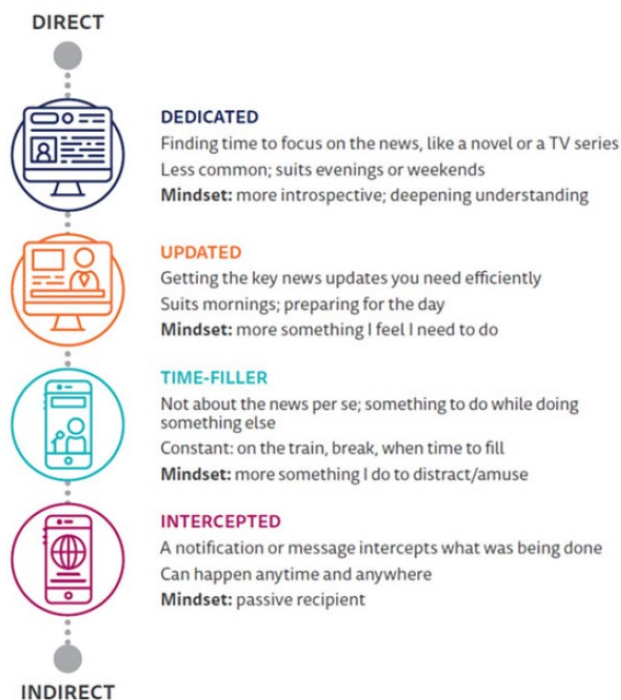 DIRECT
DEDICATED
Finding time to focus on the news, like a novel or a TV series
Less common; suits evenings or weekends
Mindset: more introspective; deepening understanding
UPDATED
Getting the key news updates you need efficiently
Suits mornings; preparing for the day
Mindset: more something I feel I need to do
TIME-FILLER
Not about the news per se; something to do while doing
something else
Constant: on the train, break, when time to fill
Mindset: more something I do to distract/amuse
INTERCEPTED
A notification or message intercepts what was being done
Can happen anytime and anywhere
Mindset: passive recipient
INDIRECT